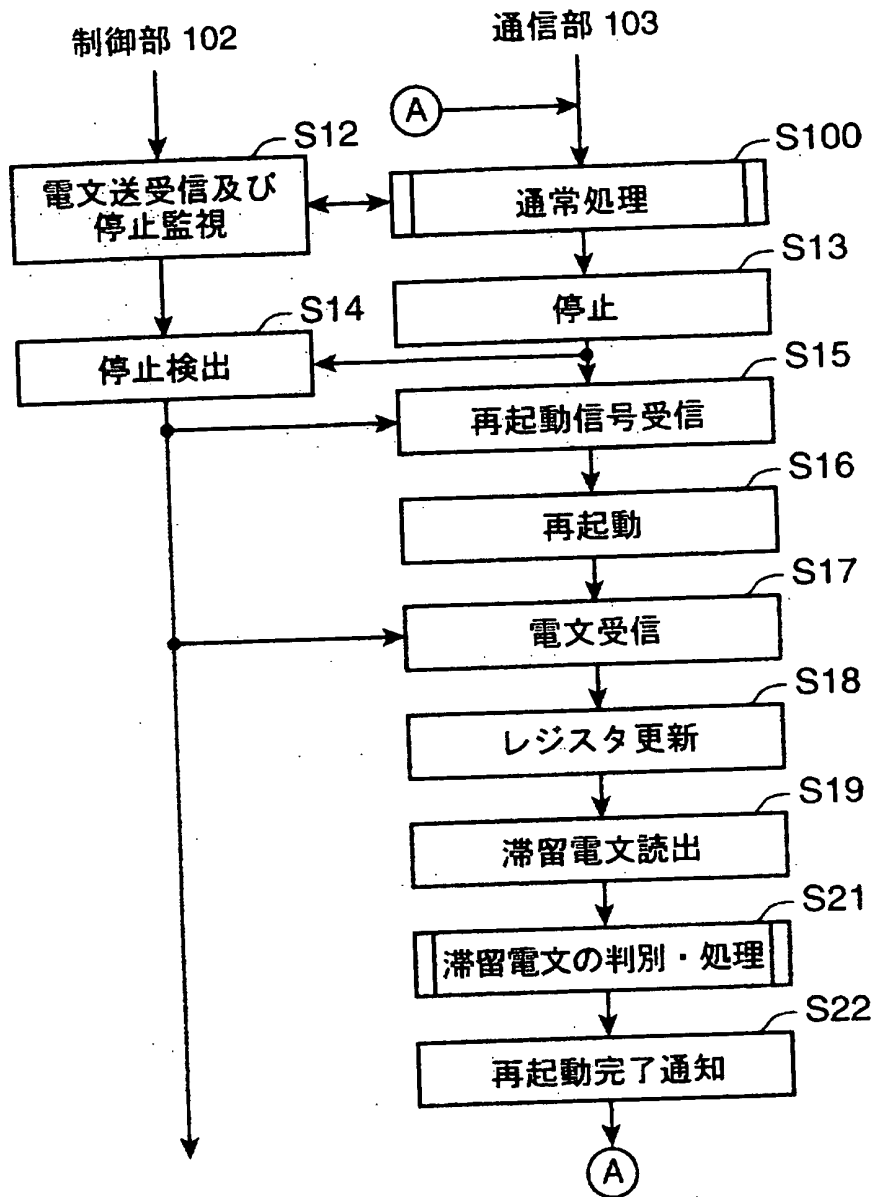 制御部 102
通信部 103
A
S12
S100
電文送受信及び
停止監視
通常処理
S13
停止
S14
停止検出
S15
再起動信号受信
S16
再起動
S17
電文受信
S18
レジスタ更新
S19
滞留電文読出
S21
滞留電文の判別・処理
S22
再起動完了通知
A